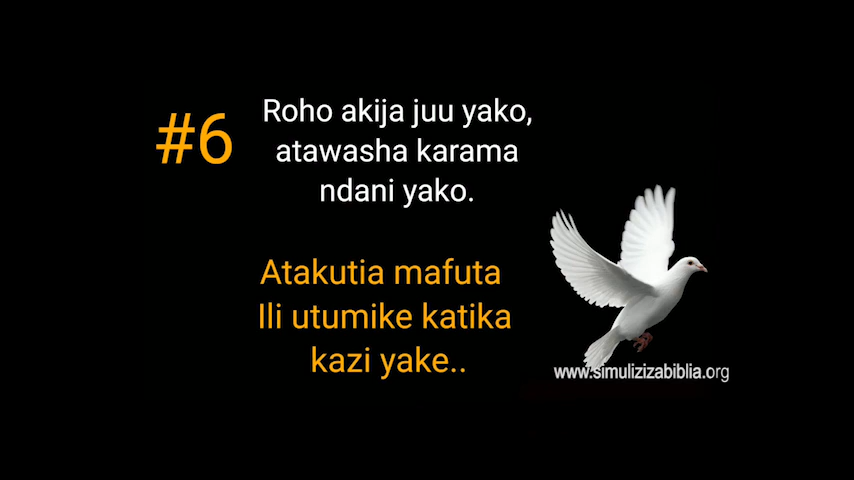 #6
Roho akija juu yako,
atawasha karama
ndani yako.
Atakutia mafuta
Ili utumike katika
kazi yake..
www.simulizizabiblia.org